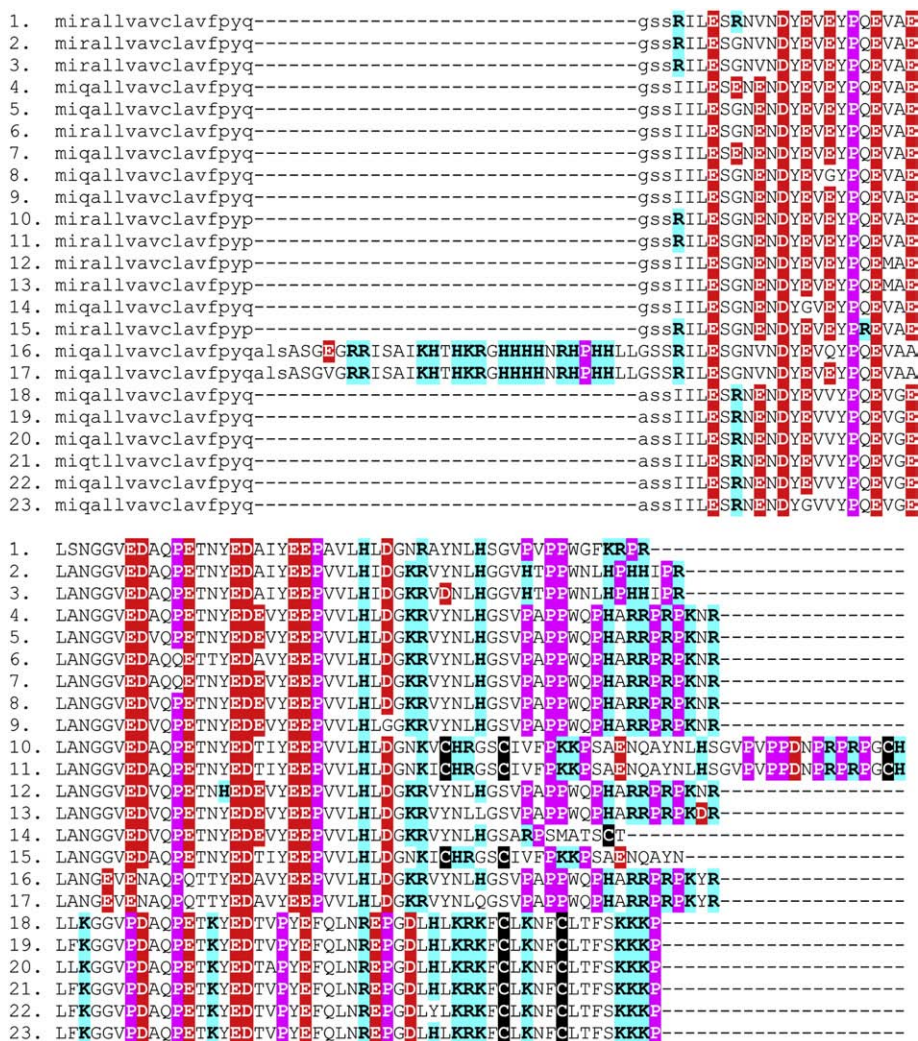 1. mirallvavclavfpyq---------------------------------gssRILESRNVNDYEVEYPQEVAE
2. mirallvavclavfpyq---------------------------------gssRILESGNVNDYEVEYPQEVAE
3. mirallvavclavfpyq---------------------------------gssRILESGNVNDYEVEYPQEVAE
4. miqallvavclavfpyq---------------------------------gssIILESENENDYEVEYPQEVAE
5. miqallvavclavfpyq---------------------------------gssIILESGNENDYEVEYPQEVAE
6. mirallvavclavfpyq---------------------------------gssIILESGNENDYEVEYPQEVAE
7. miqallvavclavfpyq---------------------------------gssIILESENENDYEVEYPQEVAE
8. miqallvavclavfpyq---------------------------------gssIILESGNENDYEVGYPQEVAE
9. miqallvavclavfpyq---------------------------------gssIILESGNENDYEVEYPQEVAE
10. mirallvavclavfpyp---------------------------------gssRILESGNENDYEVEYPQEVAE
11. mirallvavclavfpyp---------------------------------gssRILESGNENDYEVEYPQEVAE
12. mirallvavclavfpyp---------------------------------gssIILESGNENDYEVEYPQEMAE
13. mirallvavclavfpyp---------------------------------gssIILESGNENDYEVEYPQEMAE
14. miqallvavclavfpyp---------------------------------gssIILESGNENDYGVEYPQEVAE
15. mirallvavclavfpyp---------------------------------gssRILESGNENDYEVEYPREVAE
16. miqallvavclavfpyqalsASGEGRRISAIKHTHKRGHHHHNRHPHHLLGSSRILESGNVNDYEVQYPQEVAA
17. miqallvavclavfpyqalsASGVGRRISAIKHTHKRGHHHHNRHPHHLLGSSRILESGNVNDYEVEYPQEVAA
18. miqallvavclavfpyq---------------------------------assIILESRNENDYEVVYPQEVGE
19. miqallvavclavfpyq---------------------------------assIILESRNENDYEVVYPQEVGE
20. miqallvavclavfpyq---------------------------------assIILESRNENDYEVVYPQEVGE
21. miqtllvavclavfpyq---------------------------------assIILESRNENDYEVVYPQEVGE
22. miqallvavclavfpyq---------------------------------assIILESRNENDYEVVYPQEVGE
23. miqallvavclavfpyq---------------------------------assIILESRNENDYGVVYPQEVGE
1. LSNGGVEDAQPETNYEDAIYEEPAVLHLDGNRAYNLHSGVPVPPWGFKRPR----------------------
2. LANGGVEDAQPETNYEDAIYEEPVVLHIDGKRVYNLHGGVHTPPWNLHPHHIPR-------------------
3. LANGGVEDAQPETNYEDAIYEEPVVLHIDGKRVDNLHGGVHTPPWNLHPHHIPR-------------------
4. LANGGVEDVQPETNYEDEVYEEPVVLHLDGKRVYNLHGSVPAPPWQPHARRPRPKNR----------------
5. LANGGVEDVQPETNYEDEVYEEPVVLHLDGKRVYNLHGSVPAPPWQPHARRPRPKNR----------------
6. LANGGVEDAQQETTYEDAVYEEPVVLHLDGKRVYNLHGSVPAPPWQPHARRPRPKNR----------------
7. LANGGVEDAQQETNYEDAVYEEPVVLHLDGKRVYNLHGSVPAPPWQPHARRPRPKNR----------------
8. LANGGVEDVQPETNYEDEVYEEPVVLHLDGKRVYNLHGSVPAPPWQPHARRPRPKNR----------------
9. LANGGVEDVQPETNYEDEVYEEPVVLHLGGKRVYNLHGSVPAPPWQPHARRPRPKNR----------------
10. LANGGVEDAQPETNYEDTIYEEPVVLHLDGNKVCHRGSCIVFPKKPSAENQAYNLHSGVPVPPDNPRPRPGCH
11. LANGGVEDAQPETNYEDTIYEEPVVLHLDGNKICHRGSCIVFPKKPSAENQAYNLHSGVPVPPDNPRPRPGCH
12. LANGGVEDVQPETNHEDEVYEEPVVLHLDGKRVYNLHGSVPAPPWQPHARRPRPKNR----------------
13. LANGGVEDVQPETNYEDEVYEEPVVLHLDGKRVYNLLGSVPAPPWQPHARRPRPKDR----------------
14. LANGGVEDVQPETNYEDEVYEEPVVLHLDGKRVYNLHGSARPSMATSCT------------------------
15. LANGGVEDAQPETNYEDTIYEEPVVLHLDGNKICHRGSCIVFPKKPSAENQAYN-------------------
16. LANGEVENAQPQTTYEDAVYEEPVVLHLDGKRVYNLHGSVPAPPWQPHARRPRPKYR----------------
17. LANGEVENAQPQTTYEDAVYEEPVVLHLDGKRVYNLQGSVPAPPWQPHARRPRPKYR----------------
18. LLKGGVPDAQPETKYEDTVPYEFQLNREPGDLHLKRKFCLKNFCLTFSKKKP---------------------
19. LFKGGVPDAQPETKYEDTVPYEFQLNREPGDLHLKRKFCLKNFCLTFSKKKP---------------------
20. LLKGGVPDAQPETKYEDTAPYEFQLNREPGDLHLKRKFCLKNFCLTFSKKKP---------------------
21. LFKGGVPDAQPETKYEDTVPYEFQLNREPGDLHLKRKFCLKNFCLTFSKKKP---------------------
22. LFKGGVPDAQPETKYEDTVPYEFQLNREPGDLYLKRKFCLKNFCLTFSKKKP---------------------
23. LFKGGVPDAQPETKYEDTVPYEFQLNREPGDLHLKRKFCLKNFCLTFSKKKP---------------------